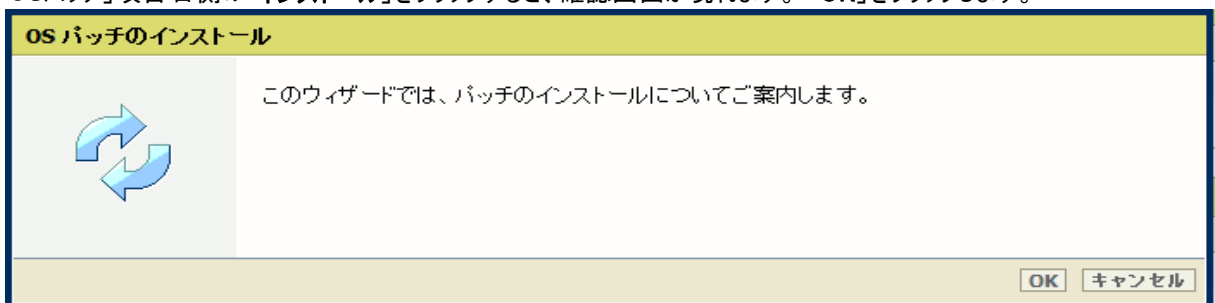 OS パッチのインストール
このウィザードでは、パッチのインストールについてご案内します。
OK キャンセル